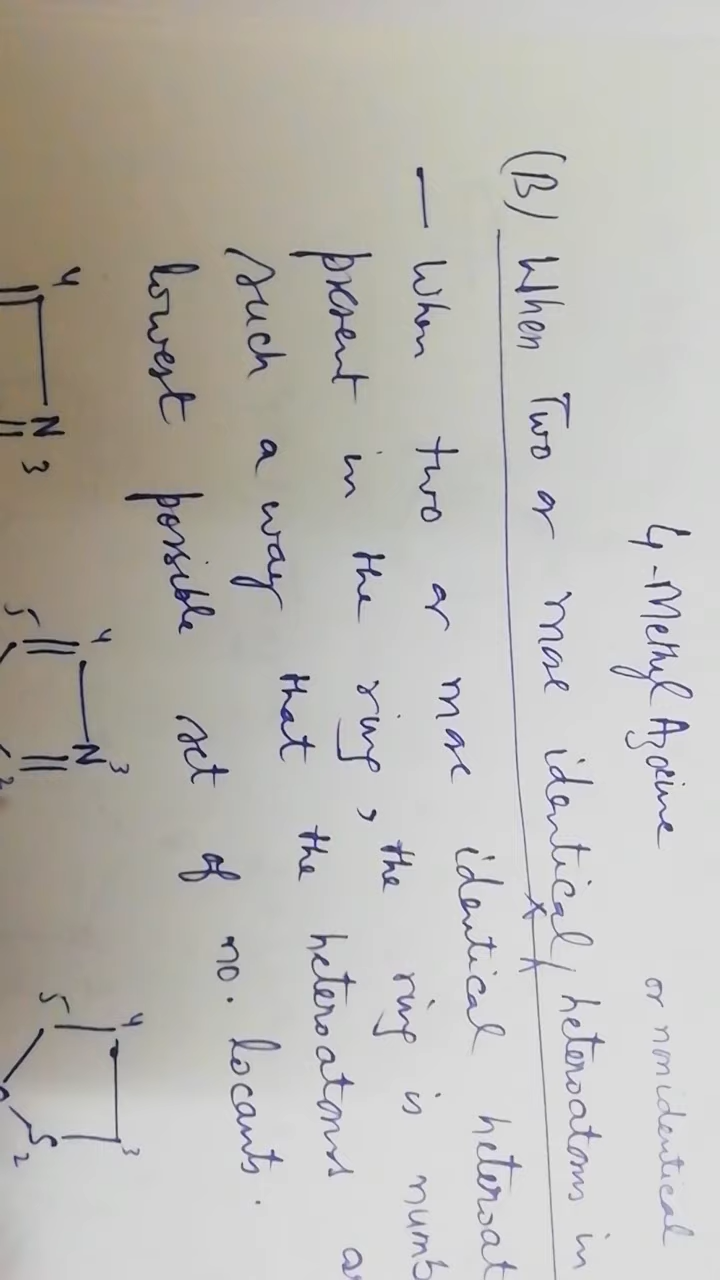 4-Methyl Azocine
or nonidentical
(B) When Two or more identical heteroatoms in
— When two or more identical heteroat
present in the ring, the ring is numb
such a way that the heteroatoms a
lowest possible set of no. locants.
4 5 4 5 4
N 3 N 3 3
2 S 2